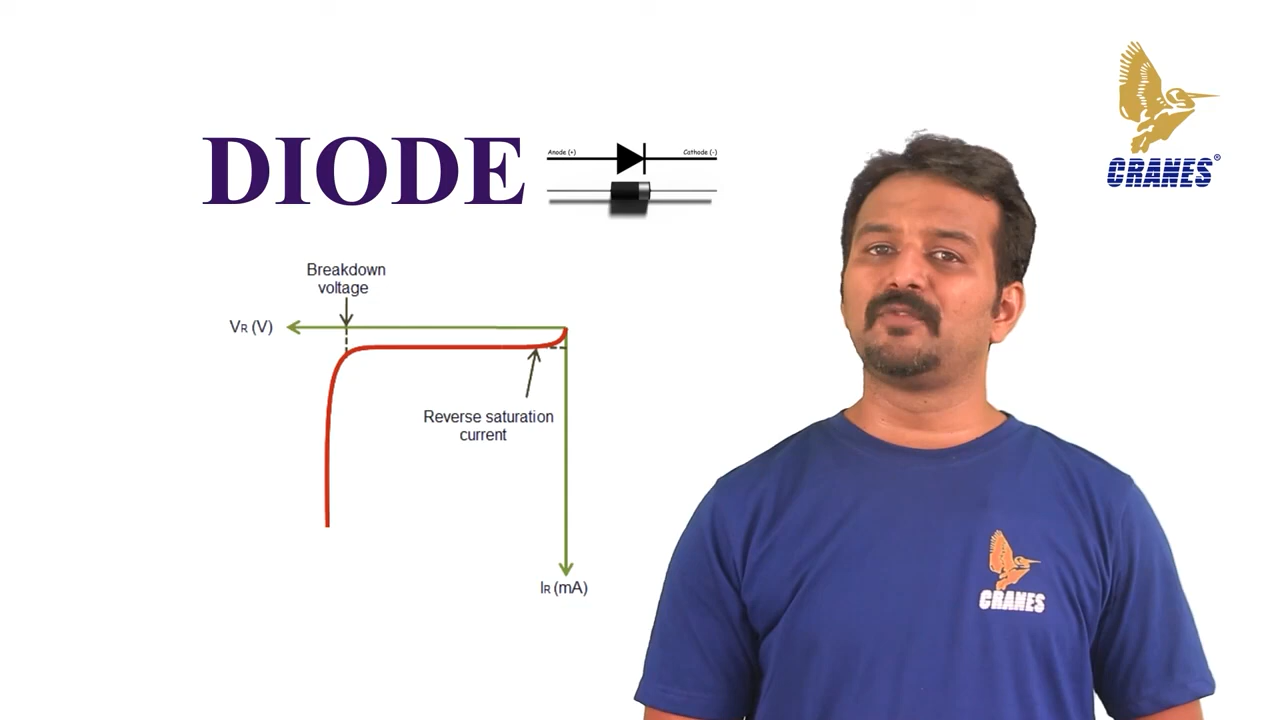 DIODE
Anode (+)
Cathode (-)
CRANES®
Breakdown
voltage
VR (V)
Reverse saturation
current
IR (mA)
CRANES